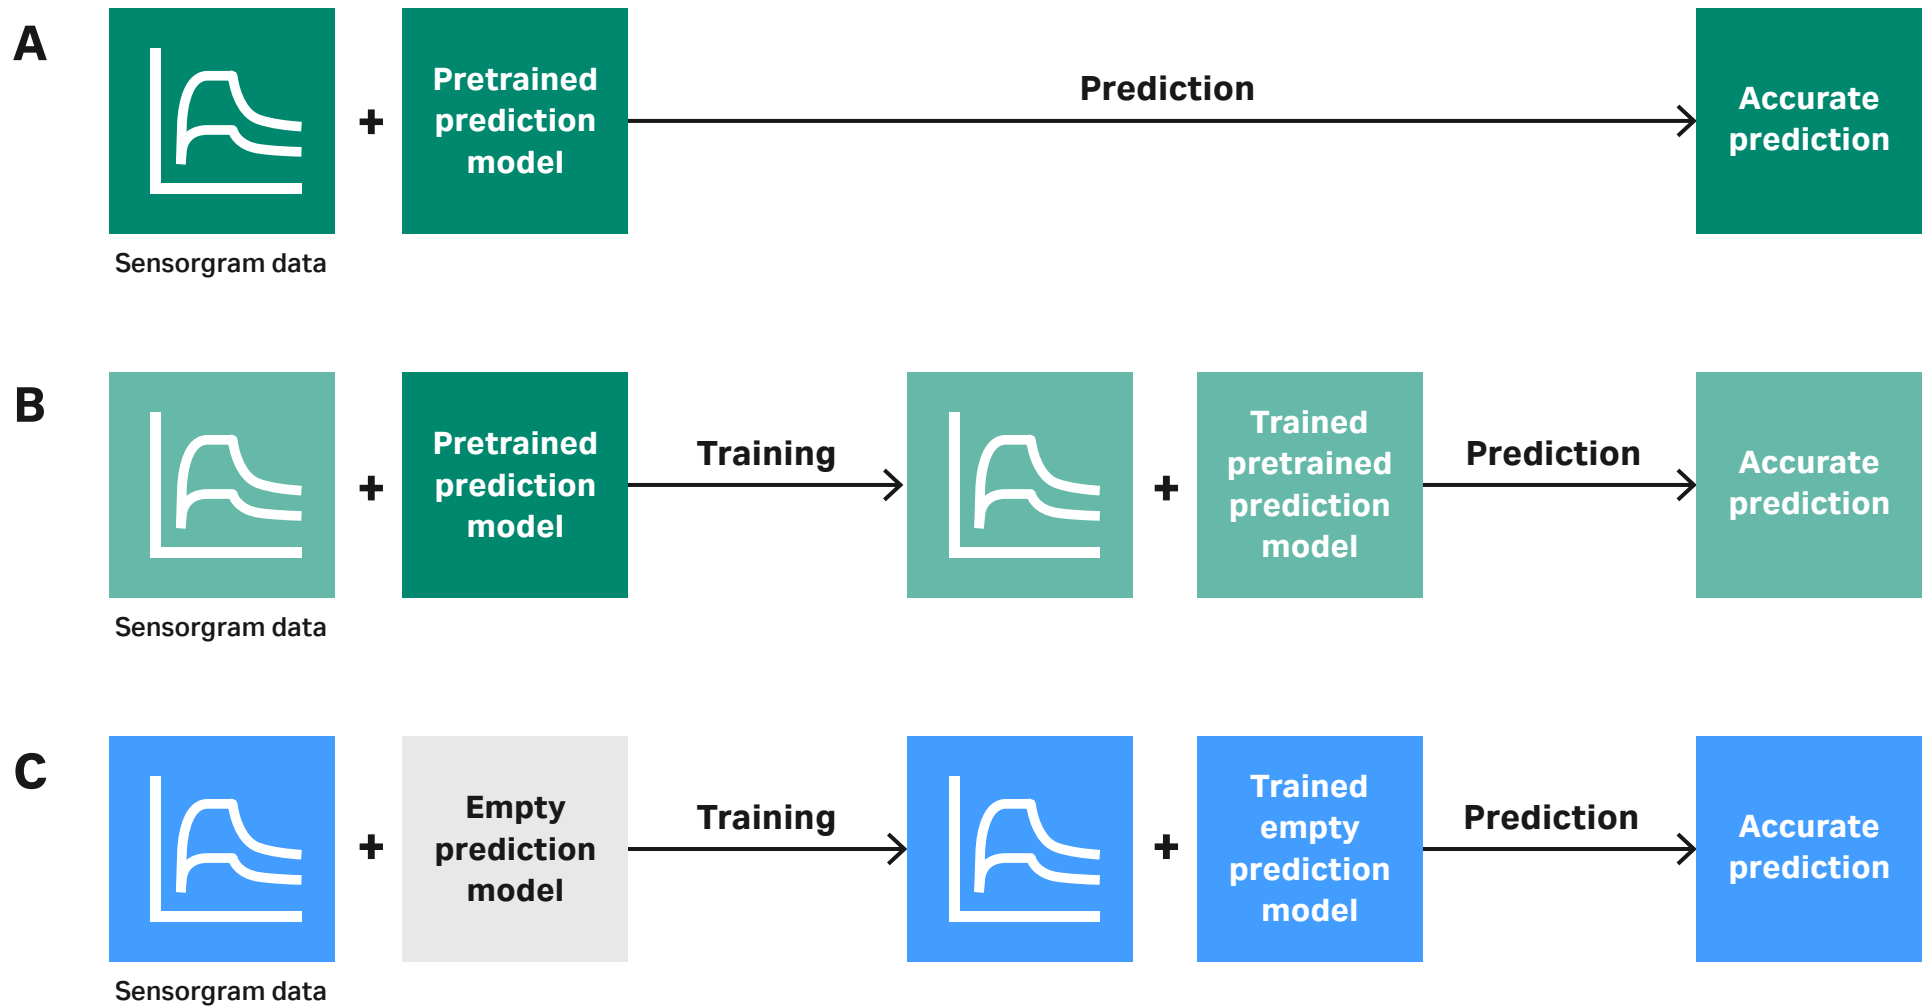 A
Pretrained
prediction
model
+
Prediction
Accurate
prediction
Sensorgram data
B
Pretrained
prediction
model
+
Training
+
Trained
pretrained
prediction
model
Prediction
Accurate
prediction
Sensorgram data
C
+
Empty
prediction
model
Training
+
Trained
empty
prediction
model
Prediction
Accurate
prediction
Sensorgram data